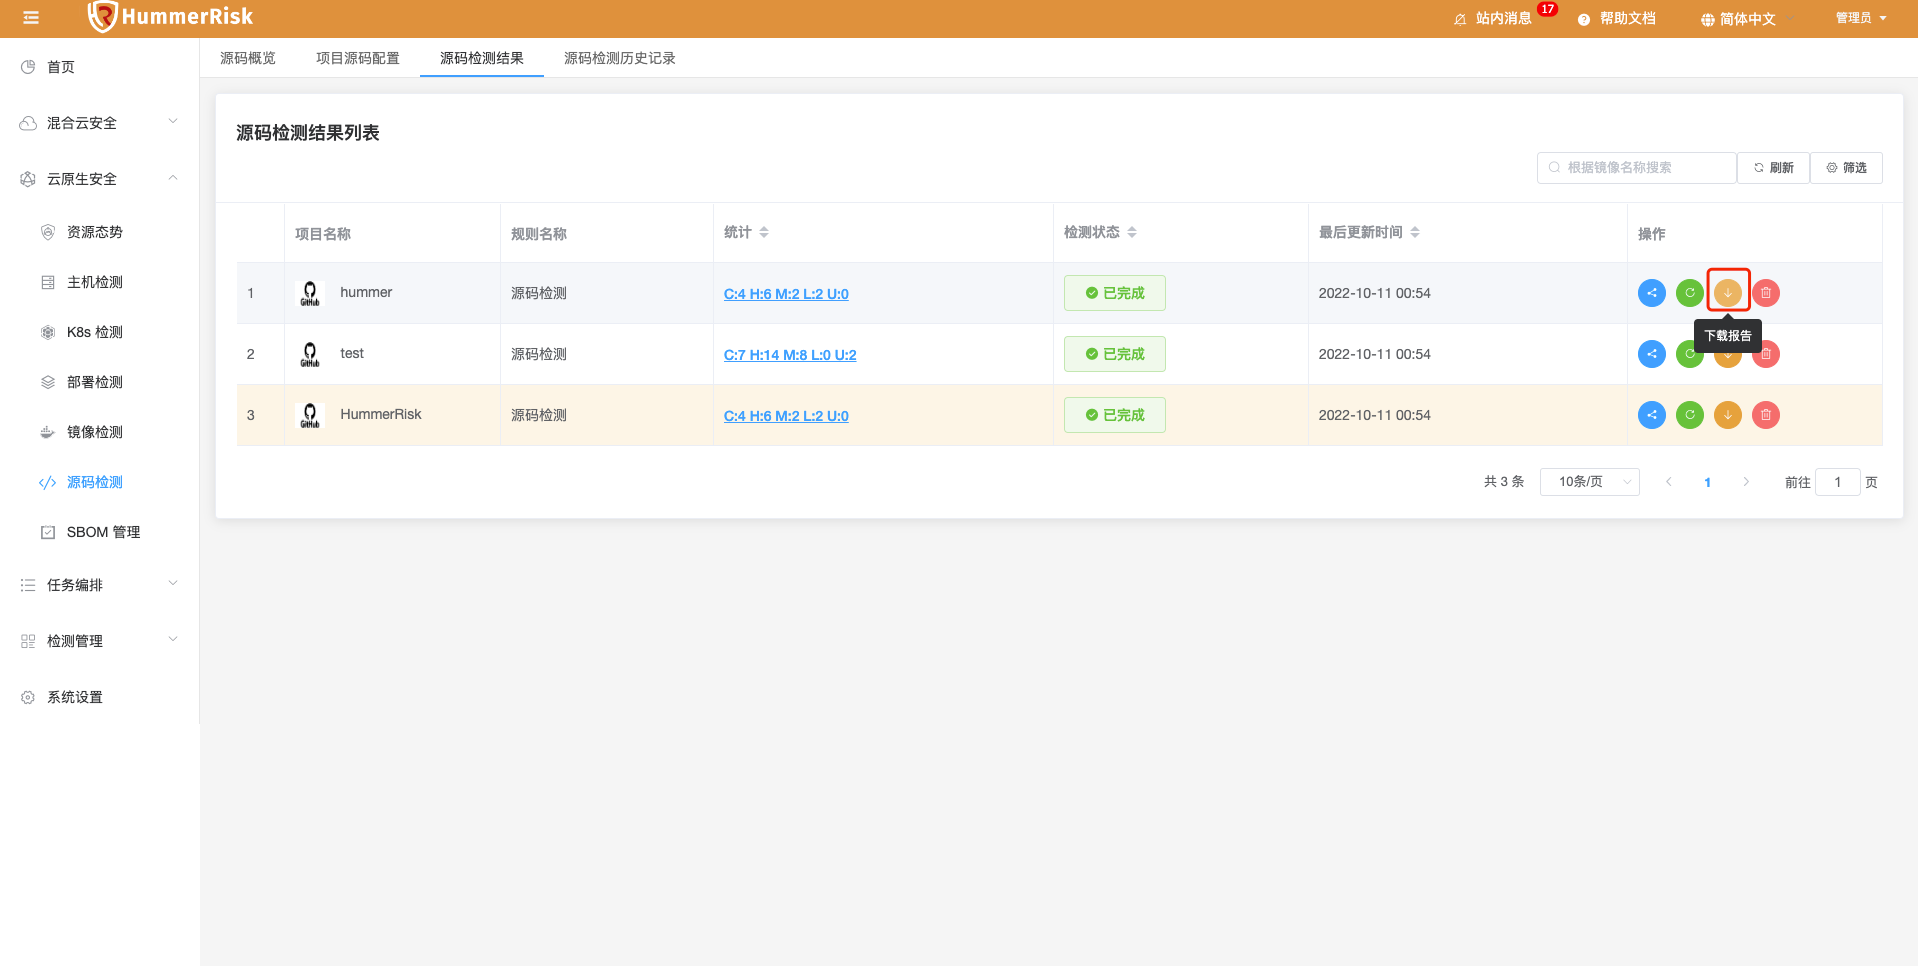 HummerRisk
站内消息 17
帮助文档
简体中文
管理员
首页
混合云安全
云原生安全
资源态势
主机检测
K8s 检测
部署检测
镜像检测
源码检测
SBOM 管理
任务编排
检测管理
系统设置
源码概览 项目源码配置 源码检测结果 源码检测历史记录
源码检测结果列表
根据镜像名称搜索 刷新 筛选
项目名称 规则名称 统计 检测状态 最后更新时间 操作
1 GitHub hummer 源码检测 C:4 H:6 M:2 L:2 U:0 已完成 2022-10-11 00:54
下载报告
2 GitHub test 源码检测 C:7 H:14 M:8 L:0 U:2 已完成 2022-10-11 00:54
3 GitHub HummerRisk 源码检测 C:4 H:6 M:2 L:2 U:0 已完成 2022-10-11 00:54
共 3 条 10条/页 1 前往 1 页